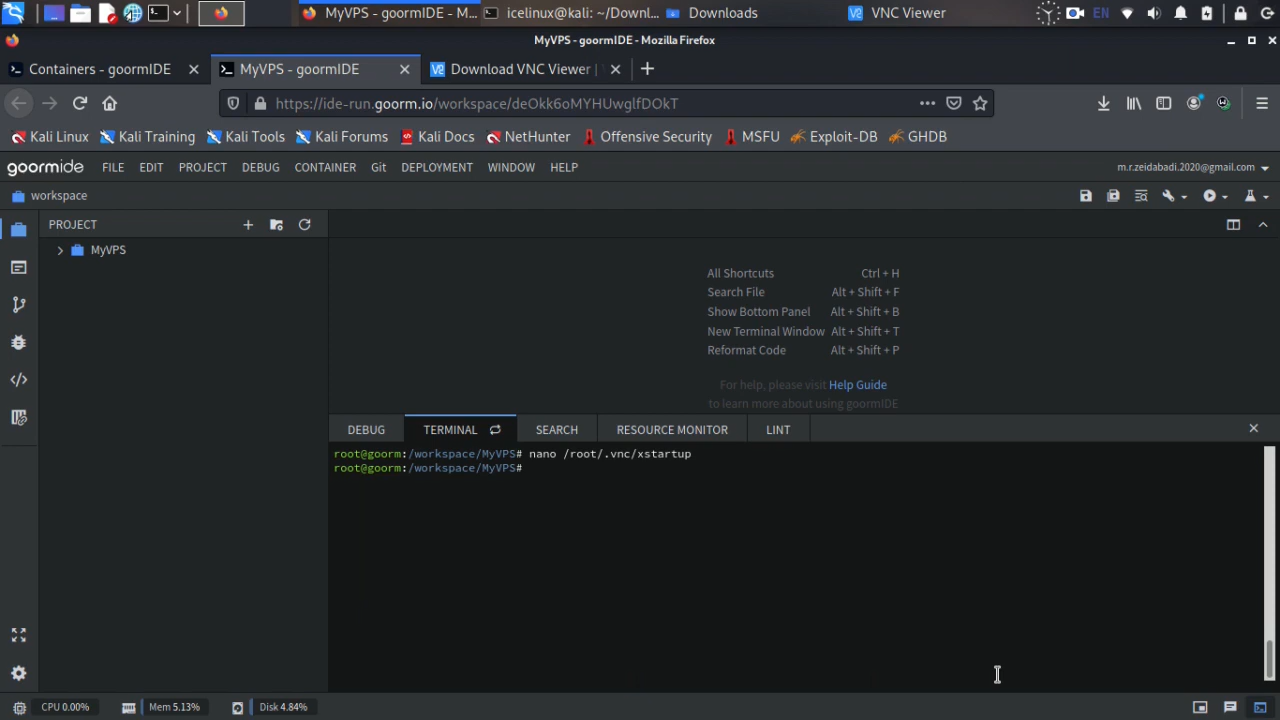 MyVPS - goormIDE - M...
izelinux@kali: ~/Downl...
Downloads
VNC Viewer
EN
MyVPS - goormIDE - Mozilla Firefox
Containers - goormIDE
MyVPS - goormIDE
Download VNC Viewer |
https://ide-run.goorm.io/workspace/deOkk6oMYHUwglfDOkT
Kali Linux
Kali Training
Kali Tools
Kali Forums
Kali Docs
NetHunter
Offensive Security
MSFU
Exploit-DB
GHDB
goormide
FILE
EDIT
PROJECT
DEBUG
CONTAINER
Git
DEPLOYMENT
WINDOW
HELP
m.r.zeidabadi.2020@gmail.com
workspace
PROJECT
MyVPS
All Shortcuts Ctrl + H
Search File Alt + Shift + F
Show Bottom Panel Alt + Shift + B
New Terminal Window Alt + Shift + T
Reformat Code Alt + Shift + P
For help, please visit Help Guide
to learn more about using goormIDE
DEBUG
TERMINAL
SEARCH
RESOURCE MONITOR
LINT
root@goorm:/workspace/MyVPS# nano /root/.vnc/xstartup
root@goorm:/workspace/MyVPS#
CPU 0.00%
Mem 5.13%
Disk 4.84%